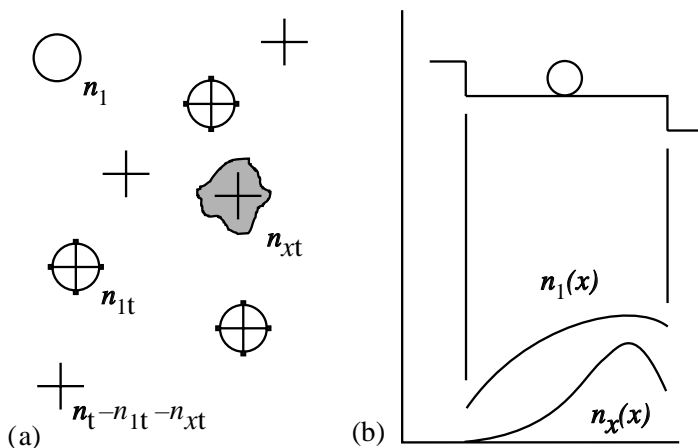 n₁
nₓt
n₁t
nt–n₁t–nₓt
(a)
n₁(x)
nₓ(x)
(b)